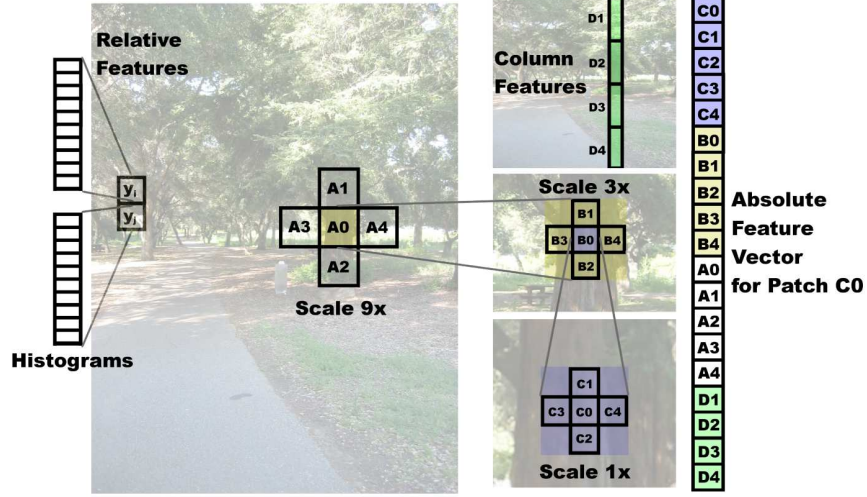 Relative
Features
y i
y j
Histograms
A1
A3 A0 A4
A2
Scale 9x
D1
D2
D3
D4
Column
Features
Scale 3x
B1
B3 B0 B4
B2
C1
C3 C0 C4
C2
Scale 1x
C0
C1
C2
C3
C4
B0
B1
B2
B3
B4
A0
A1
A2
A3
A4
D1
D2
D3
D4
Absolute
Feature
Vector
for Patch C0